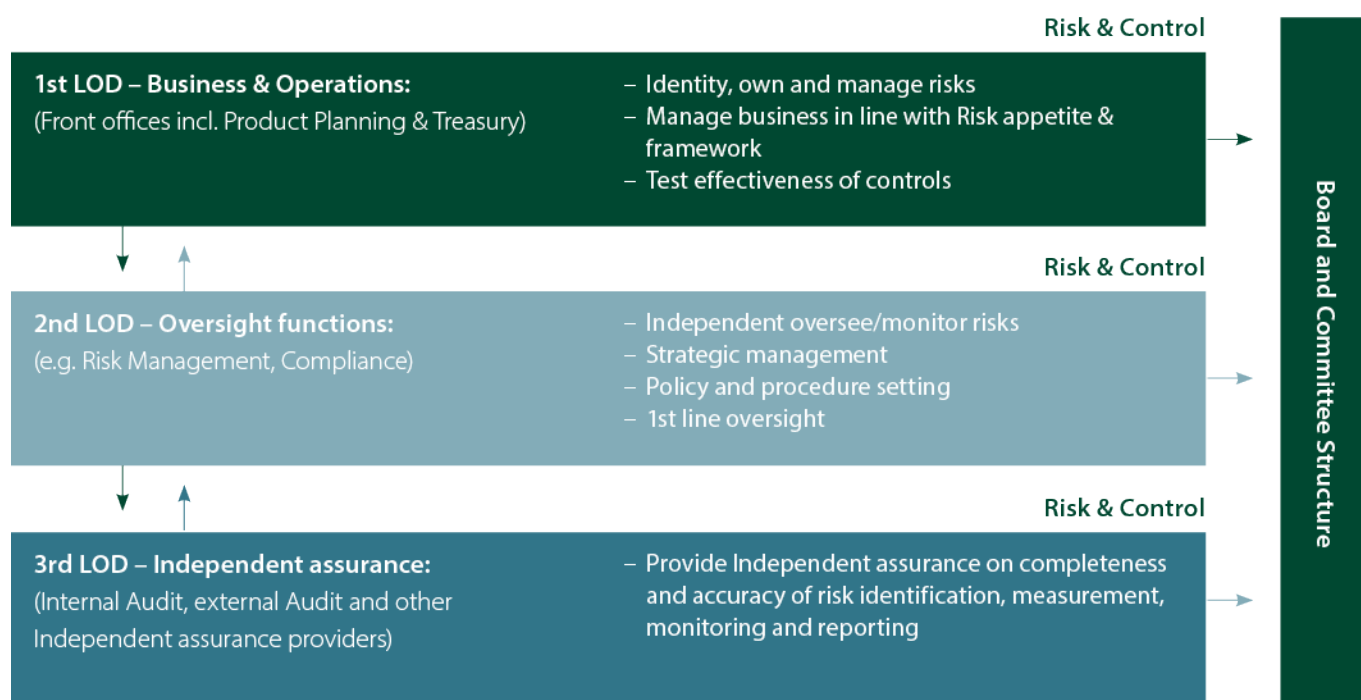 Risk & Control
1st LOD – Business & Operations:
(Front offices incl. Product Planning & Treasury)
– Identity, own and manage risks
– Manage business in line with Risk appetite &
framework
– Test effectiveness of controls
Risk & Control
2nd LOD – Oversight functions:
(e.g. Risk Management, Compliance)
– Independent oversee/monitor risks
– Strategic management
– Policy and procedure setting
– 1st line oversight
Risk & Control
3rd LOD – Independent assurance:
(Internal Audit, external Audit and other
Independent assurance providers)
– Provide Independent assurance on completeness
and accuracy of risk identification, measurement,
monitoring and reporting
Board and Committee Structure